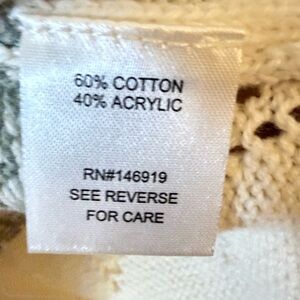 60% COTTON
40% ACRYLIC
RN#146919
SEE REVERSE
FOR CARE